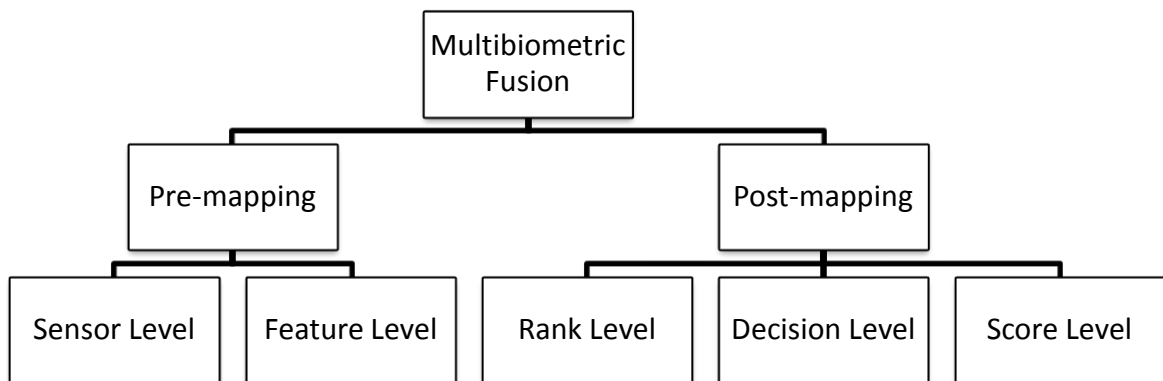 Multibiometric
Fusion
Pre-mapping
Post-mapping
Sensor Level
Feature Level
Rank Level
Decision Level
Score Level